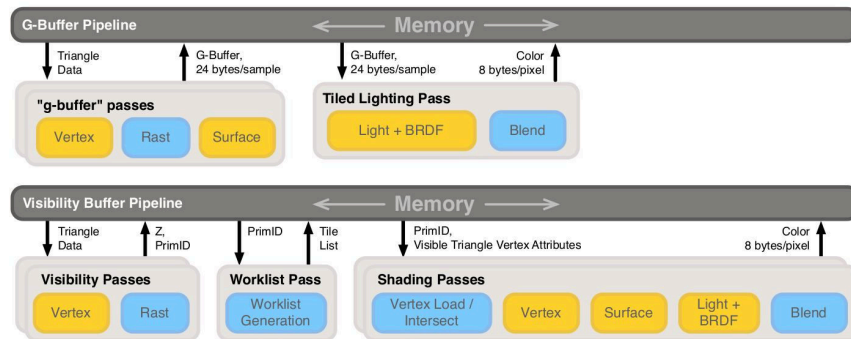 G-Buffer Pipeline
Memory
Triangle
Data
G-Buffer,
24 bytes/sample
G-Buffer,
24 bytes/sample
Color
8 bytes/pixel
"g-buffer" passes
Vertex
Rast
Surface
Tiled Lighting Pass
Light + BRDF
Blend
Visibility Buffer Pipeline
Memory
Triangle
Data
Z,
PrimID
PrimID
Tile
List
PrimID,
Visible Triangle Vertex Attributes
Color
8 bytes/pixel
Visibility Passes
Vertex
Rast
Worklist Pass
Worklist
Generation
Shading Passes
Vertex Load /
Intersect
Vertex
Surface
Light +
BRDF
Blend